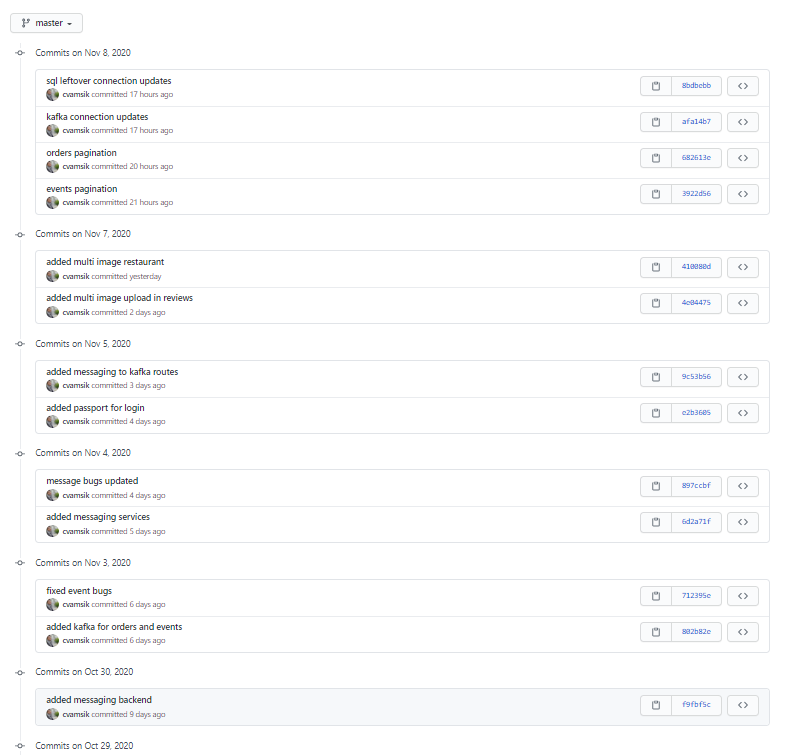 master
Commits on Nov 8, 2020
sql leftover connection updates
cvamsik committed 17 hours ago
8bdbebb
kafka connection updates
cvamsik committed 17 hours ago
afa14b7
orders pagination
cvamsik committed 20 hours ago
682613e
events pagination
cvamsik committed 21 hours ago
3922d56
Commits on Nov 7, 2020
added multi image restaurant
cvamsik committed yesterday
410080d
added multi image upload in reviews
cvamsik committed 2 days ago
4e04475
Commits on Nov 5, 2020
added messaging to kafka routes
cvamsik committed 3 days ago
9c53b56
added passport for login
cvamsik committed 4 days ago
e2b3605
Commits on Nov 4, 2020
message bugs updated
cvamsik committed 4 days ago
897ccbf
added messaging services
cvamsik committed 5 days ago
6d2a71f
Commits on Nov 3, 2020
fixed event bugs
cvamsik committed 6 days ago
712395e
added kafka for orders and events
cvamsik committed 6 days ago
802b82e
Commits on Oct 30, 2020
added messaging backend
cvamsik committed 9 days ago
f9fbf5c
Commits on Oct 29, 2020